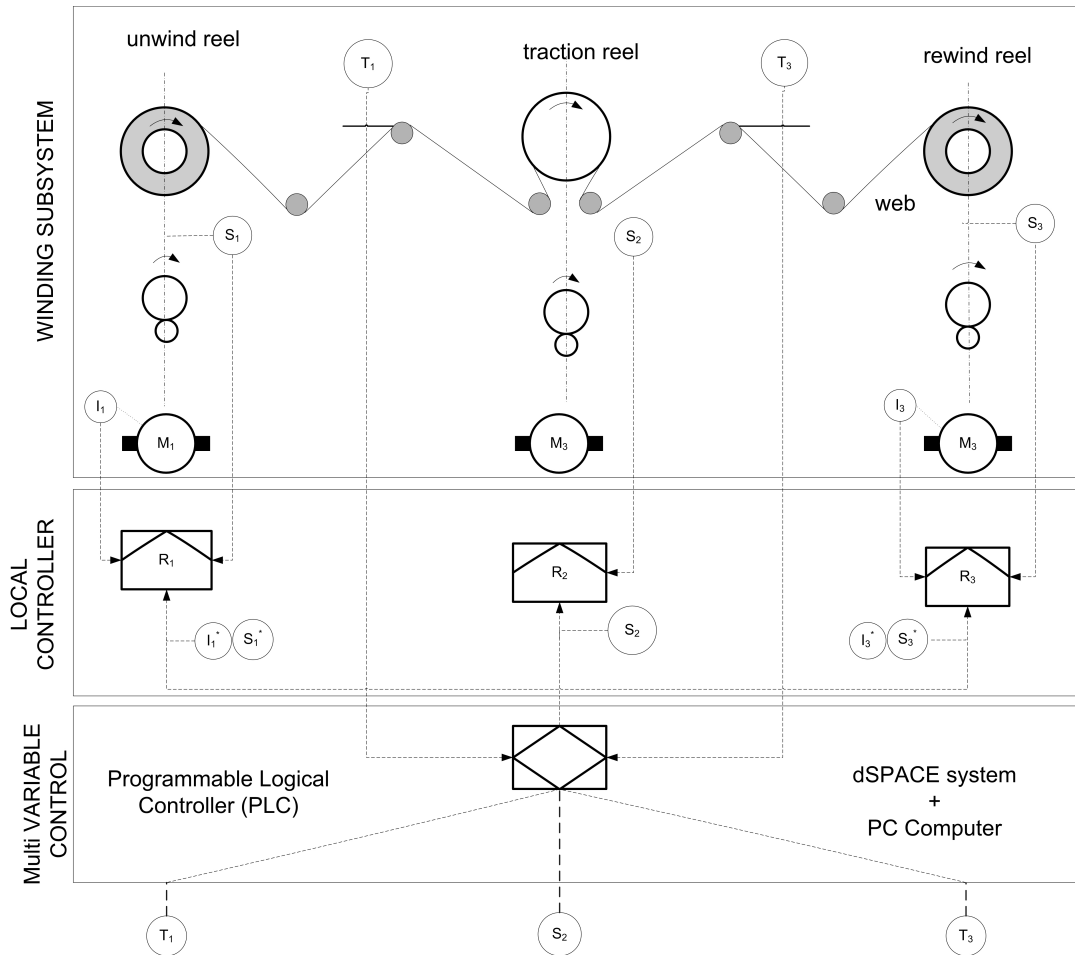 unwind reel
traction reel
rewind reel
T1
T3
WINDING SUBSYSTEM
web
S1
S2
S3
I1
I3
M1
M3
M3
LOCAL
CONTROLLER
R1
R2
R3
I1*
S1*
S2
I3*
S3*
Multi VARIABLE
CONTROL
Programmable Logical
Controller (PLC)
dSPACE system
+
PC Computer
T1
S2
T3